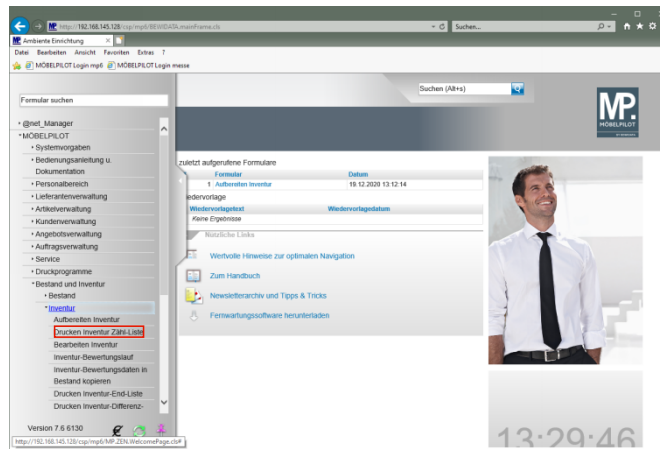 http://192.168.145.128/csp/mp6/BEWIDATA.mainFrame.cls
Suchen...
Ambiente Einrichtung
Datei Bearbeiten Ansicht Favoriten Extras ?
MÖBELPILOT Login mp6 MÖBELPILOT Login messe
Suchen (Alt+s)
Formular suchen
MP.
MÖBELPILOT
@net_Manager
MÖBELPILOT
Systemvorgaben
Bedienungsanleitung u.
Dokumentation
Personalbereich
Lieferantenverwaltung
Artikelverwaltung
Kundenverwaltung
Angebotsverwaltung
Auftragsverwaltung
Service
Druckprogramme
Bestand und Inventur
Bestand
Inventur
Aufbereiten Inventur
Drucken Inventur Zähl-Liste
Bearbeiten Inventur
Inventur-Bewertungslauf
Inventur-Bewertungsdaten in
Bestand kopieren
Drucken Inventur-End-Liste
Drucken Inventur-Differenz-
Version 7.6 6130
http://192.168.145.128/csp/mp6/MP.ZEN.WelcomePage.cls#
zuletzt aufgerufene Formulare
Formular Datum
1 Aufbereiten Inventur 19.12.2020 13:12:14
iedervorlage
Wiedervorlagetext Wiedervorlagedatum
Keine Ergebnisse
Nützliche Links
Wertvolle Hinweise zur optimalen Navigation
Zum Handbuch
Newsletterarchiv und Tipps & Tricks
Fernwartungssoftware herunterladen
13:29:46